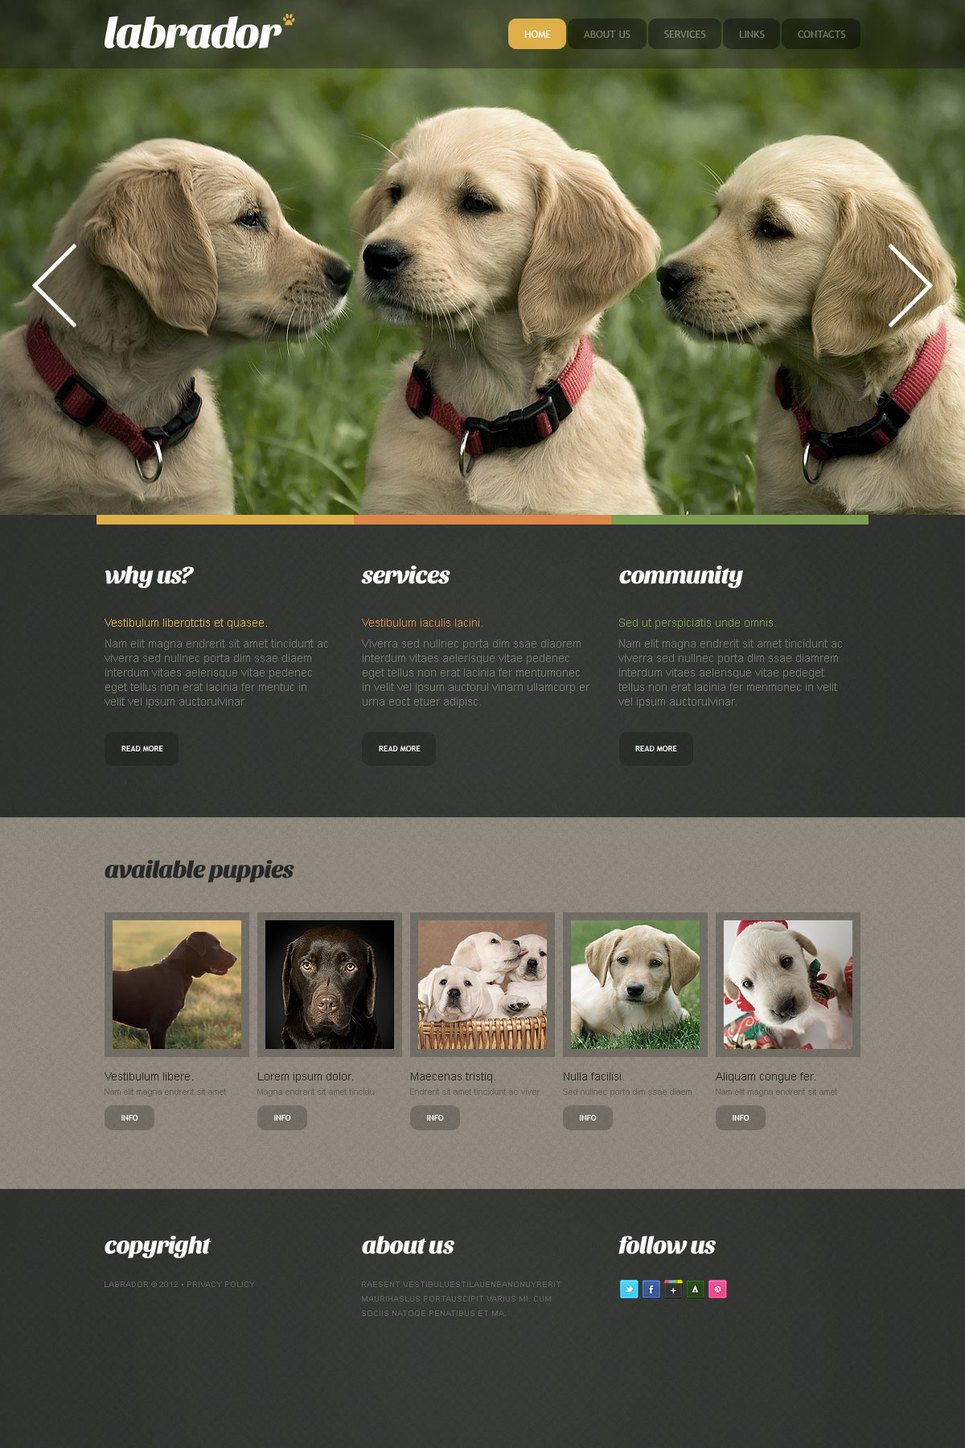 labrador
HOME
ABOUT US
SERVICES
LINKS
CONTACTS
why us?
Vestibulum liberotctis et quasee.
Nam elit magna endrerit sit amet tincidunt ac
viverra sed nullnec porta dim ssae diaem
interdum vitaes aelerisque vitae pedenec
eget tellus non erat lacinia fer mentuc in
velit vel ipsum auctorulvinar.
READ MORE
services
Vestibulum iaculis lacini.
Viverra sed nullnec porta dim ssae diaorem
interdum vitaes aelerisque vitae pedenec
eget tellus non erat lacinia fer mentumonec
in velit vel ipsum auctorul vinarn ullamcorp er
urna eoct etuer adipisc.
READ MORE
community
Sed ut perspiciatis unde omnis.
Nam elit magna endrerit sit amet tincidunt ac
viverra sed nullnec porta dim ssae diamrem
interdum vitaes aelerisque vitae pedeget
tellus non erat lacinia fer menmonec in velit
vel ipsum auctorulvinar.
READ MORE
available puppies
Vestibulum libere.
Nam elit magna endrerit sit amet
INFO
Lorem ipsum dolor.
Magna endrerit sit amet tincidu
INFO
Maecenas tristiq.
Endrerit sit amet tincidunt ac viver
INFO
Nulla facilisi.
Sed nullnec porta dim ssae diaem
INFO
Aliquam congue fer.
Nam elit magna endrerit sit amet
INFO
copyright
LABRADOR © 2012 • PRIVACY POLICY
about us
RAESENT VESTIBULUESTILAUENEANONUYRERIT
MAURIHASLUS PORTAUSCIPIT VARIUS MI. CUM
SOCIIS NATOQE PENATIBUS ET MA.
follow us